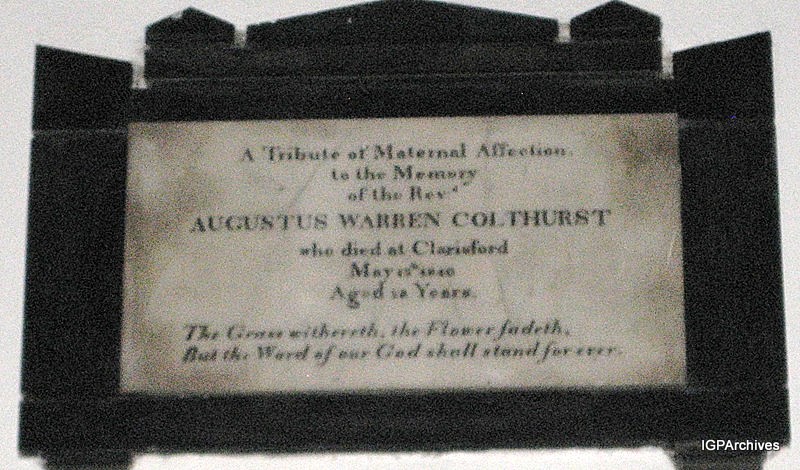 A Tribute of Maternal Affection
to the Memory
of the Revd
AUGUSTUS WARREN COLTHURST
who died at Clarisford
May 1840
Aged Years.
The Grass withereth, the Flower fadeth,
But the Word of our God shall stand for ever.
IGPArchives